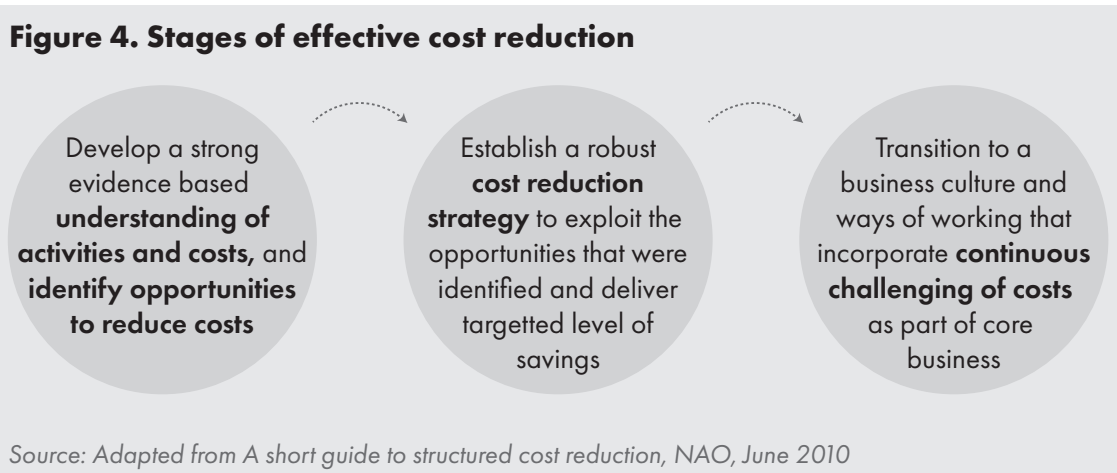 Figure 4. Stages of effective cost reduction
Develop a strong
evidence based
understanding of
activities and costs, and
identify opportunities
to reduce costs
Establish a robust
cost reduction
strategy to exploit the
opportunities that were
identified and deliver
targetted level of
savings
Transition to a
business culture and
ways of working that
incorporate continuous
challenging of costs
as part of core
business
Source: Adapted from A short guide to structured cost reduction, NAO, June 2010